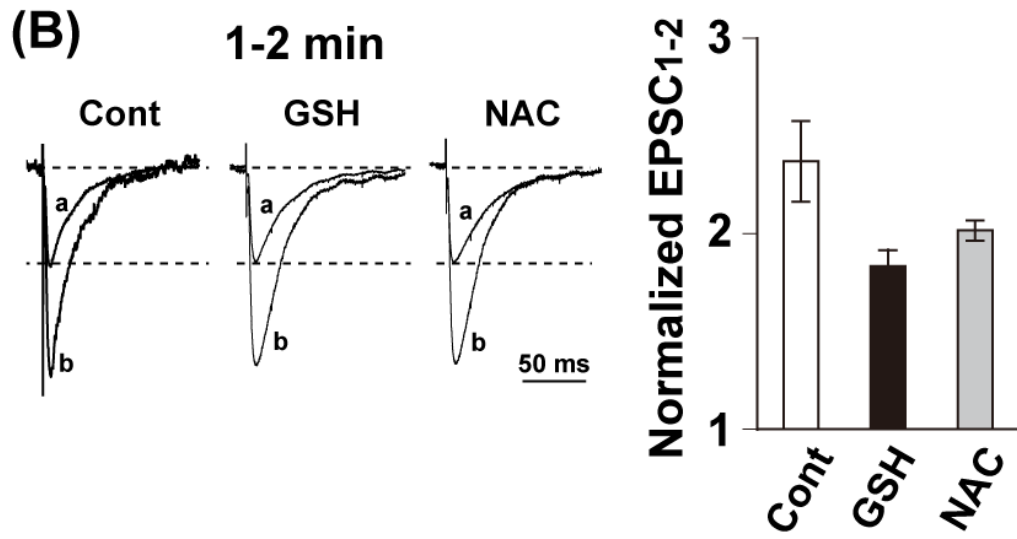 (B)
1-2 min
Cont GSH NAC
a a a
b b b
50 ms
Normalized EPSC1-2
3
2
1
Cont GSH NAC